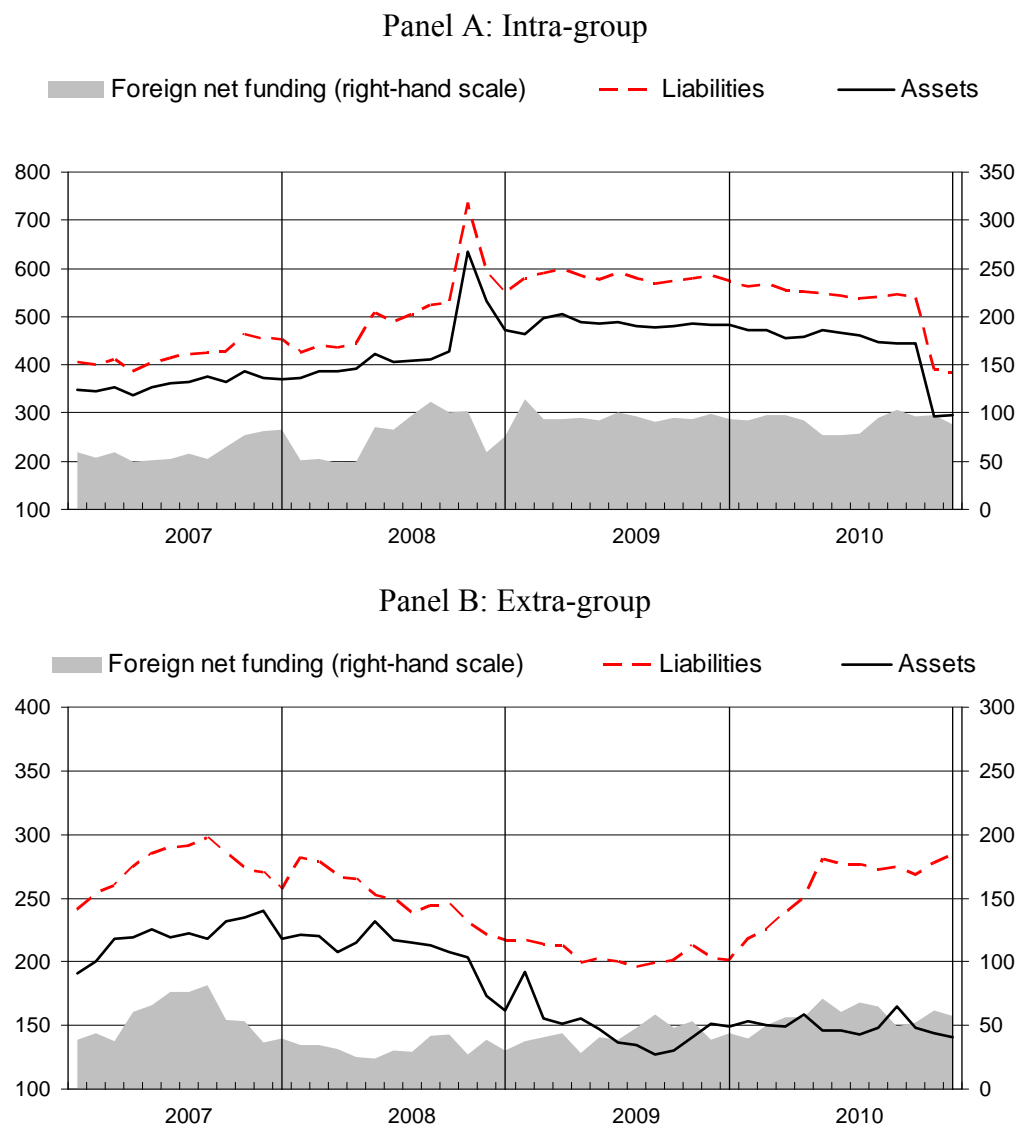 Panel A: Intra-group
Foreign net funding (right-hand scale) Liabilities Assets
800 350
700 300
600 250
500 200
400 150
300 100
200 50
100 0
2007 2008 2009 2010
Panel B: Extra-group
Foreign net funding (right-hand scale) Liabilities Assets
400 300
350 250
300 200
250 150
200 100
150 50
100 0
2007 2008 2009 2010